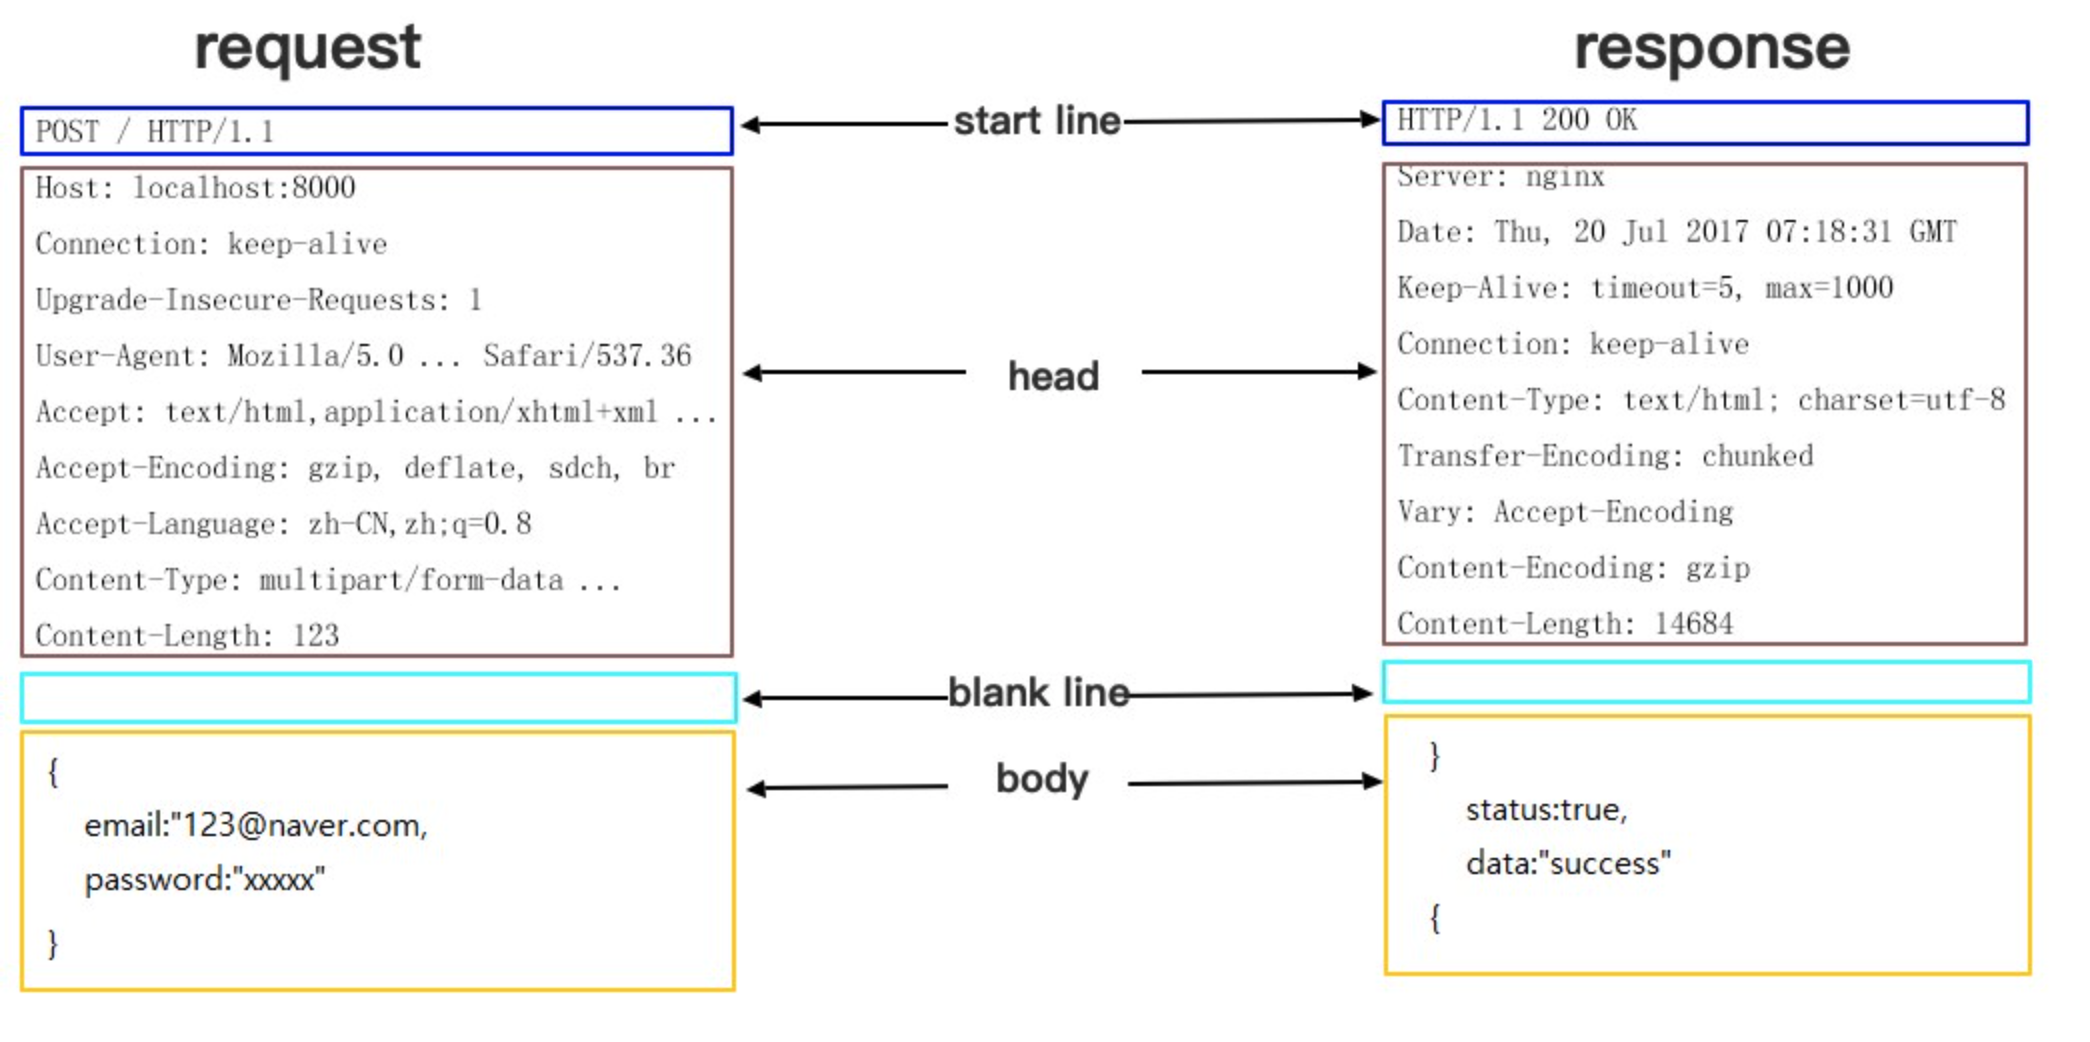 request
POST / HTTP/1.1
Host: localhost:8000
Connection: keep-alive
Upgrade-Insecure-Requests: 1
User-Agent: Mozilla/5.0 ... Safari/537.36
Accept: text/html,application/xhtml+xml ...
Accept-Encoding: gzip, deflate, sdch, br
Accept-Language: zh-CN,zh;q=0.8
Content-Type: multipart/form-data ...
Content-Length: 123
{
email:"123@naver.com,
password:"xxxxx"
}
start line
head
blank line
body
response
HTTP/1.1 200 OK
Server: nginx
Date: Thu, 20 Jul 2017 07:18:31 GMT
Keep-Alive: timeout=5, max=1000
Connection: keep-alive
Content-Type: text/html; charset=utf-8
Transfer-Encoding: chunked
Vary: Accept-Encoding
Content-Encoding: gzip
Content-Length: 14684
}
status:true,
data:"success"
{